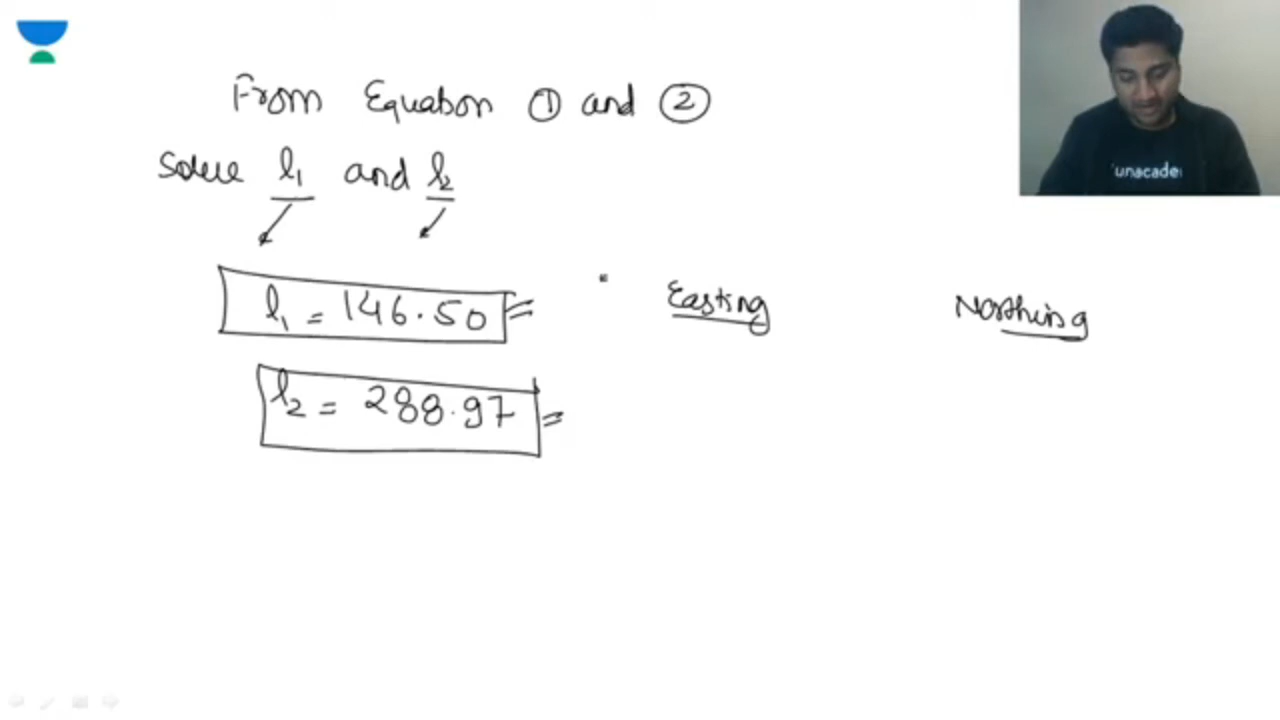 From Equation ① and ②
Solve l₁ and l₂
l₁ = 146.50
Easting
Northing
l₂ = 288.97
unacade